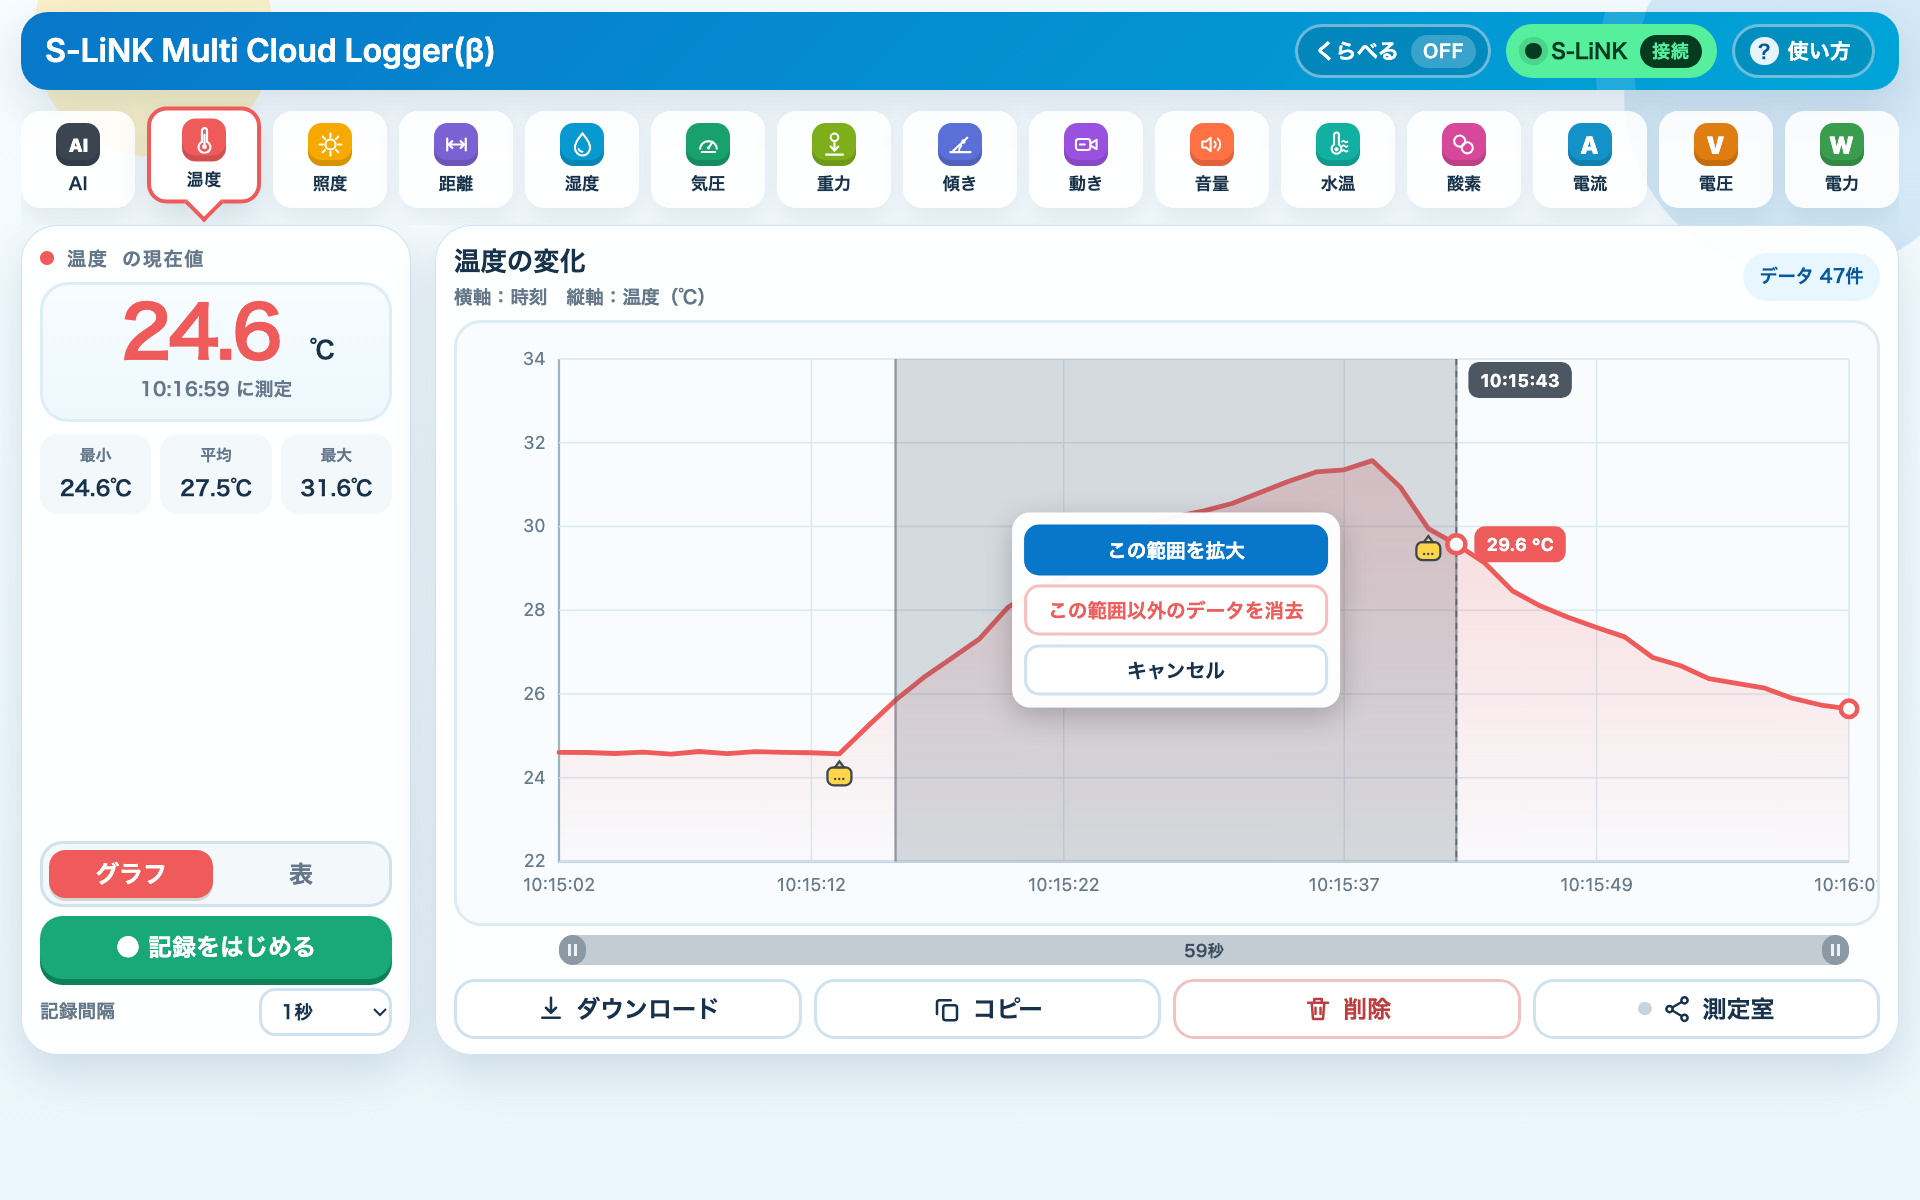 S-LiNK Multi Cloud Logger(β)
くらべる OFF
S-LiNK 接続
? 使い方
AI
AI
温度
照度
距離
湿度
気圧
重力
傾き
動き
音量
水温
酸素
A
電流
V
電圧
W
電力
温度 の現在値
24.6 ℃
10:16:59 に測定
最小
24.6℃
平均
27.5℃
最大
31.6℃
グラフ
表
記録をはじめる
記録間隔
1秒
温度の変化
横軸：時刻 縦軸：温度（℃）
データ 47件
34
32
30
28
26
24
22
10:15:43
29.6 °C
この範囲を拡大
この範囲以外のデータを消去
キャンセル
10:15:02
10:15:12
10:15:22
10:15:37
10:15:49
10:16:0
59秒
ダウンロード
コピー
削除
測定室